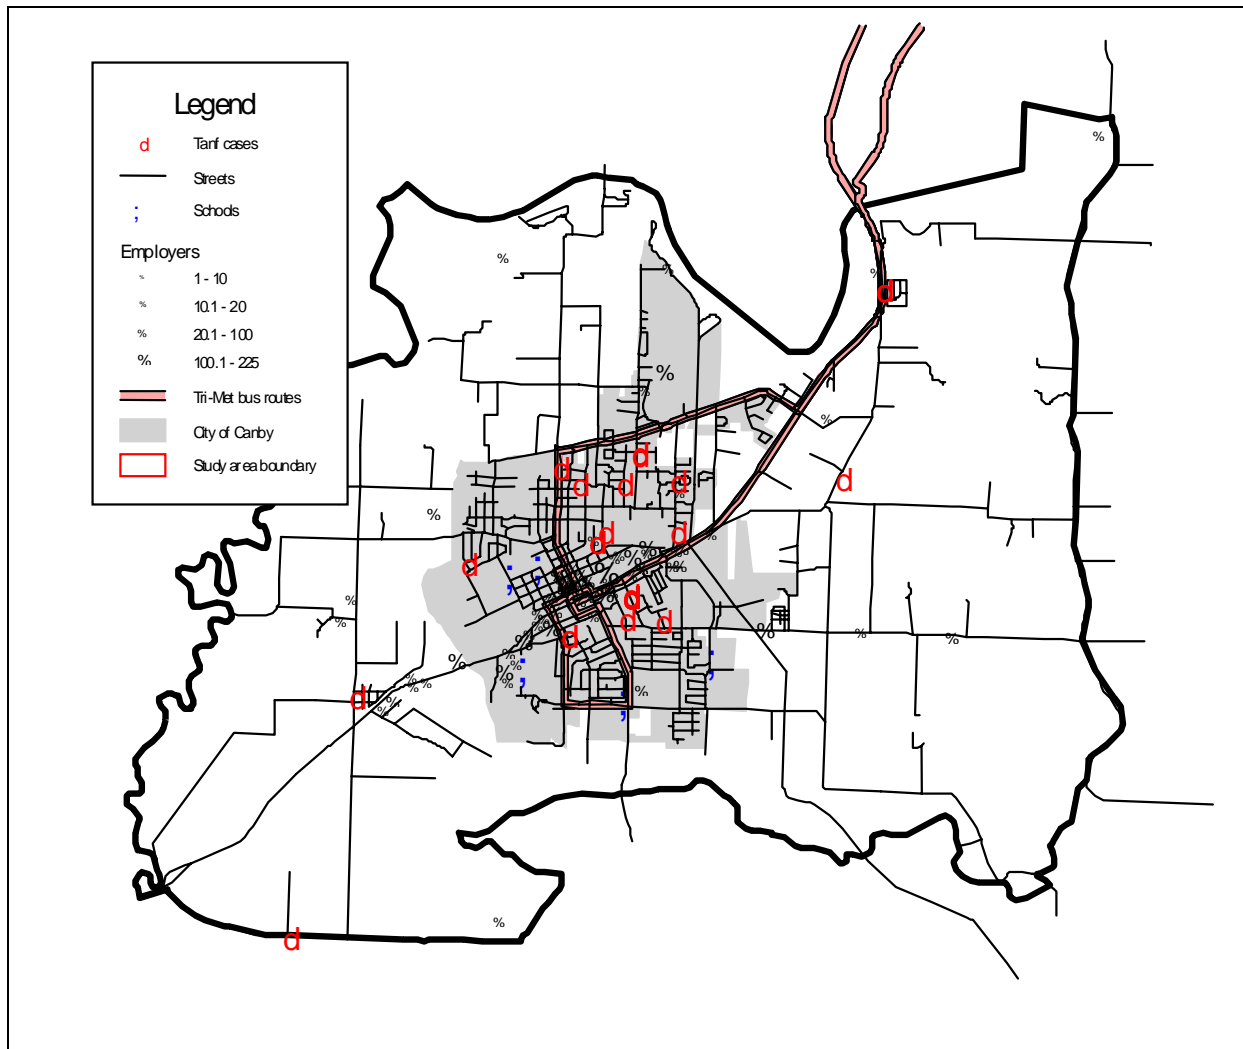 Legend
d Tanf cases
Streets
; Schools
Employers
% 1 - 10
% 10.1 - 20
% 20.1 - 100
% 100.1 - 225
Tri-Met bus routes
City of Canby
Study area boundary